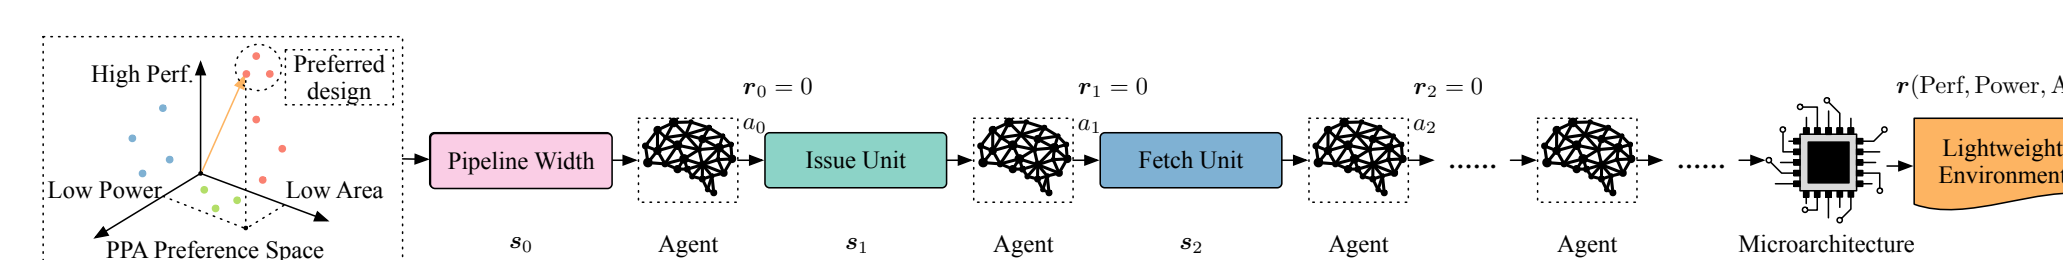 High Perf.
Preferred
design
Low Power
Low Area
PPA Preference Space
Pipeline Width
s₀
Agent
r₀ = 0
a₀
Issue Unit
s₁
Agent
r₁ = 0
a₁
Fetch Unit
s₂
Agent
r₂ = 0
a₂
......
Agent
......
Microarchitecture
r(Perf, Power, A
Lightweight
Environment